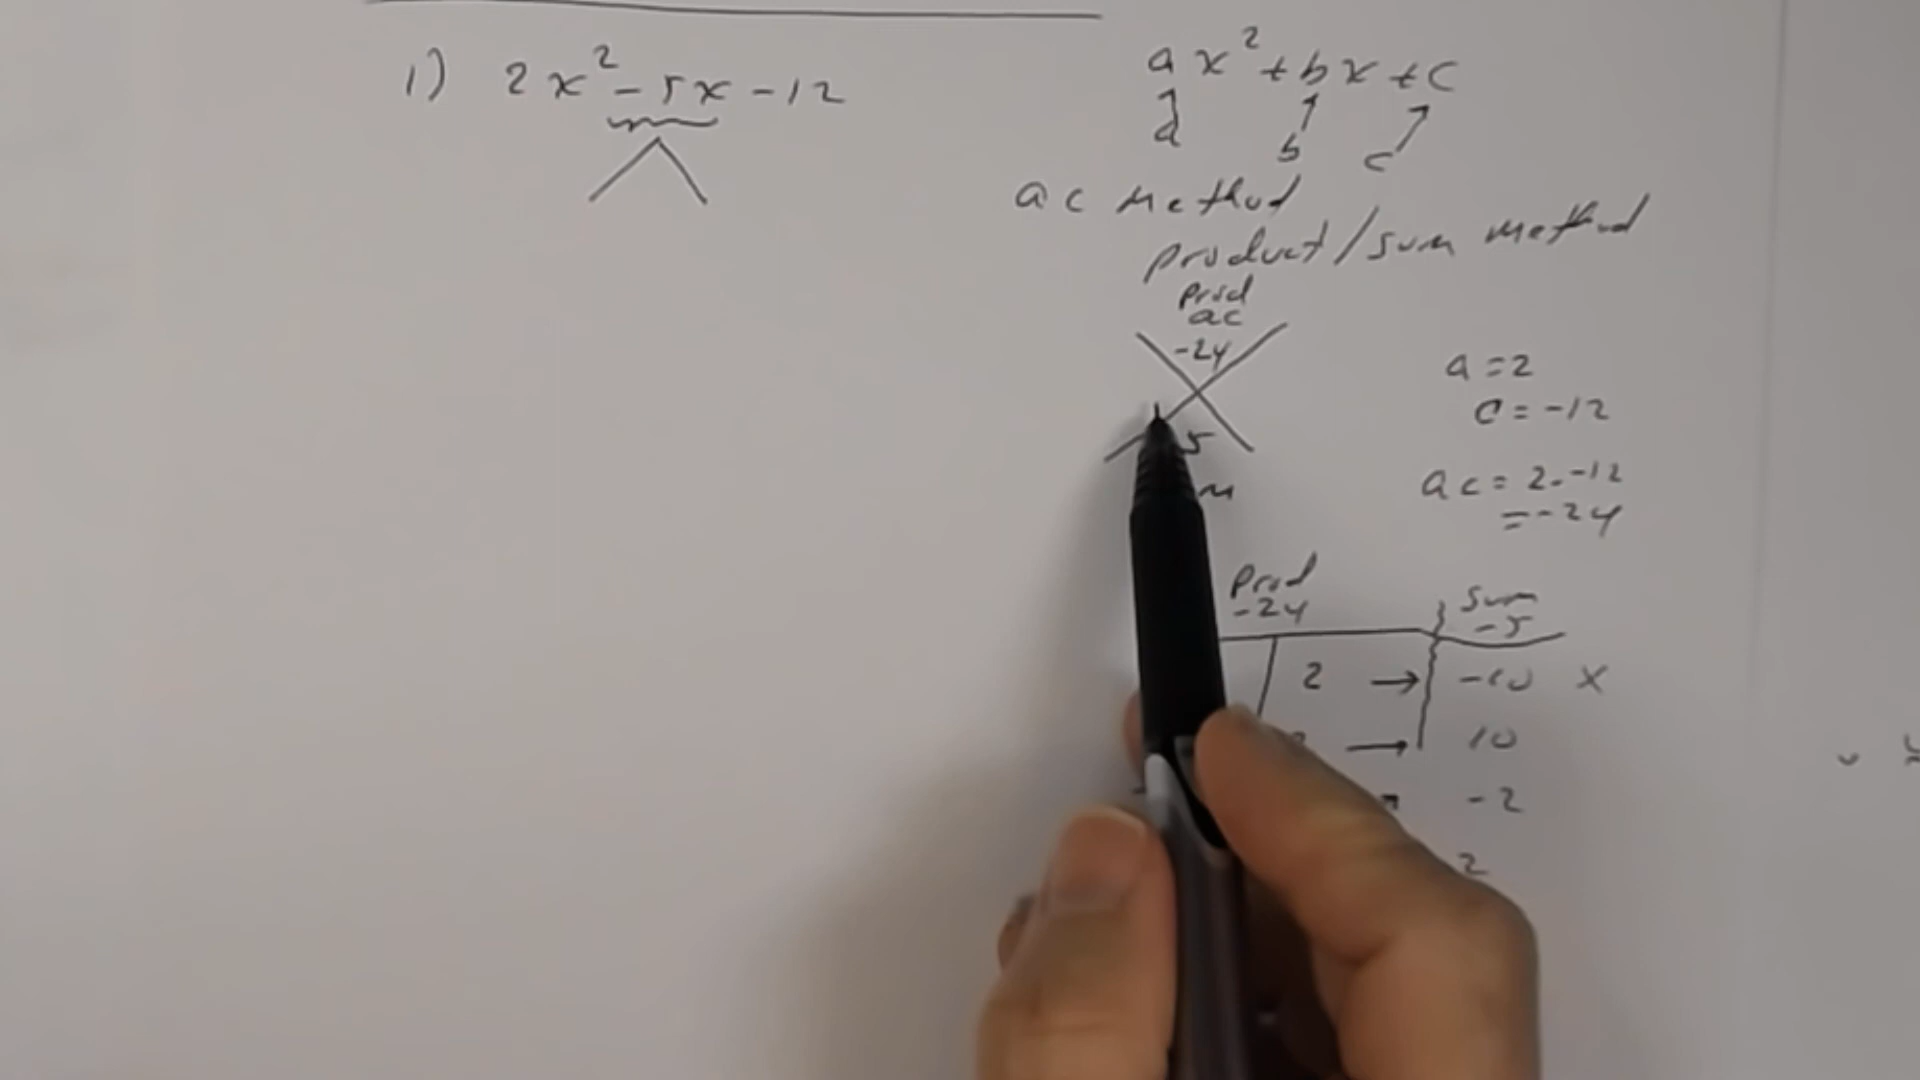 1) 2x² - 5x - 12
ax² + bx + c
a b c
ac Method
product/sum method
Prod
ac
-24
5
a = 2
c = -12
ac = 2·-12
= -24
Prod Sum
-24 -5
2 → -10 X
→ 10
-2
2